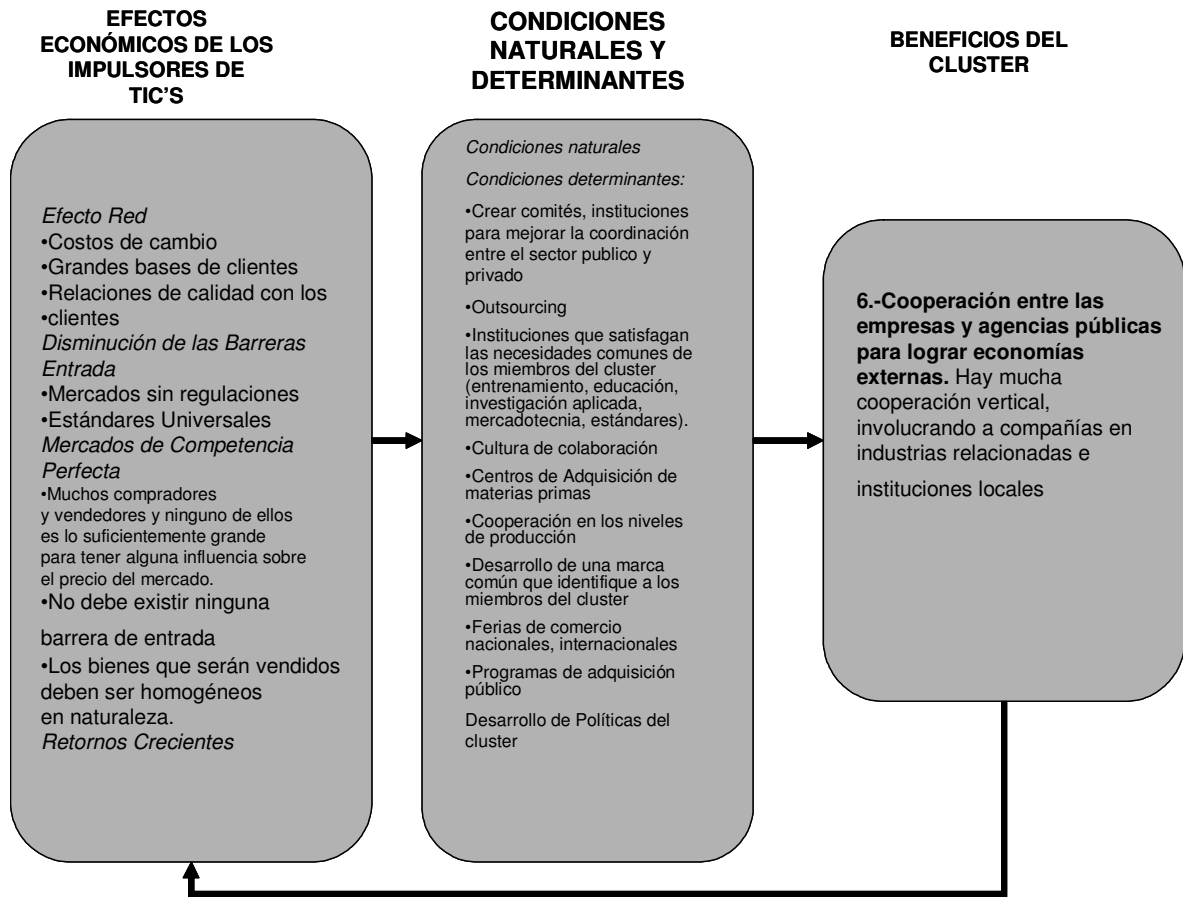 EFECTOS
ECONÓMICOS DE LOS
IMPULSORES DE
TIC'S
CONDICIONES
NATURALES Y
DETERMINANTES
BENEFICIOS DEL
CLUSTER
Efecto Red
•Costos de cambio
•Grandes bases de clientes
•Relaciones de calidad con los
•clientes
Disminución de las Barreras
Entrada
•Mercados sin regulaciones
•Estándares Universales
Mercados de Competencia
Perfecta
•Muchos compradores
y vendedores y ninguno de ellos
es lo suficientemente grande
para tener alguna influencia sobre
el precio del mercado.
•No debe existir ninguna
barrera de entrada
•Los bienes que serán vendidos
deben ser homogéneos
en naturaleza.
Retornos Crecientes
Condiciones naturales
Condiciones determinantes:
•Crear comités, instituciones
para mejorar la coordinación
entre el sector publico y
privado
•Outsourcing
•Instituciones que satisfagan
las necesidades comunes de
los miembros del cluster
(entrenamiento, educación,
investigación aplicada,
mercadotecnia, estándares).
•Cultura de colaboración
•Centros de Adquisición de
materias primas
•Cooperación en los niveles
de producción
•Desarrollo de una marca
común que identifique a los
miembros del cluster
•Ferias de comercio
nacionales, internacionales
•Programas de adquisición
público
Desarrollo de Políticas del
cluster
6.-Cooperación entre las
empresas y agencias públicas
para lograr economías
externas. Hay mucha
cooperación vertical,
involucrando a compañías en
industrias relacionadas e
instituciones locales